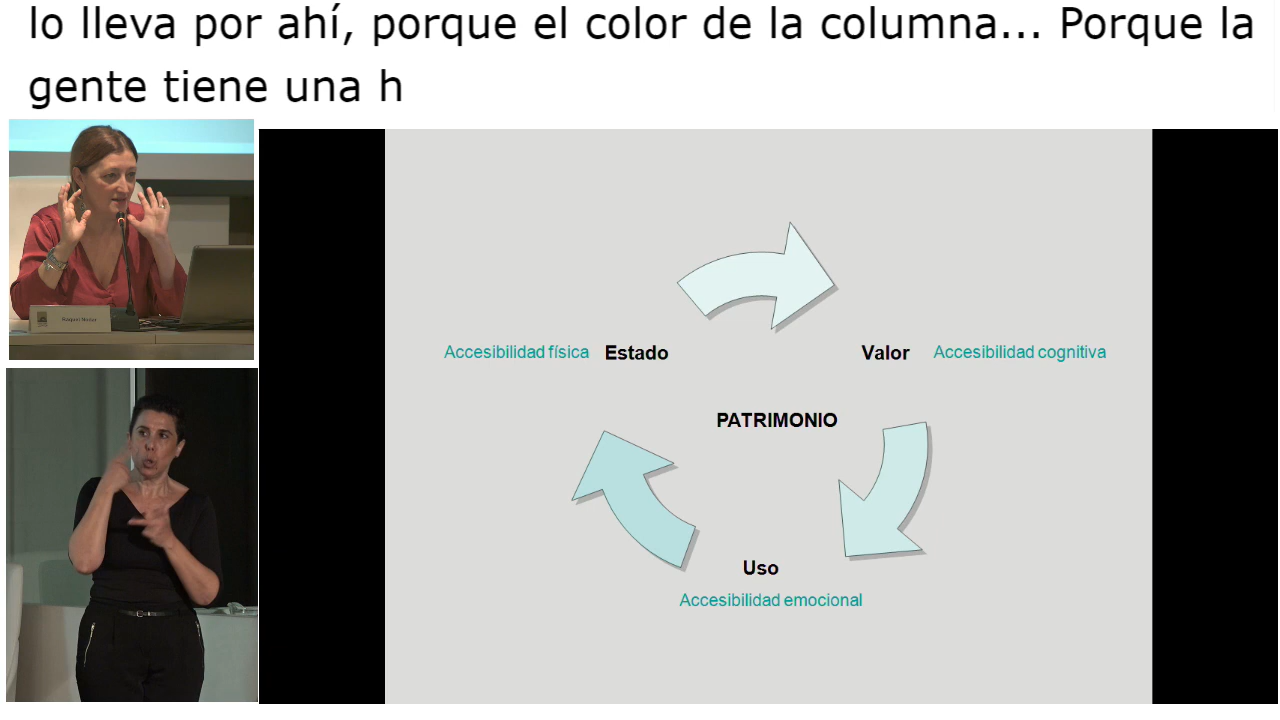 lo lleva por ahí, porque el color de la columna... Porque la
gente tiene una h
Accesibilidad física Estado
Valor Accesibilidad cognitiva
PATRIMONIO
Uso
Accesibilidad emocional